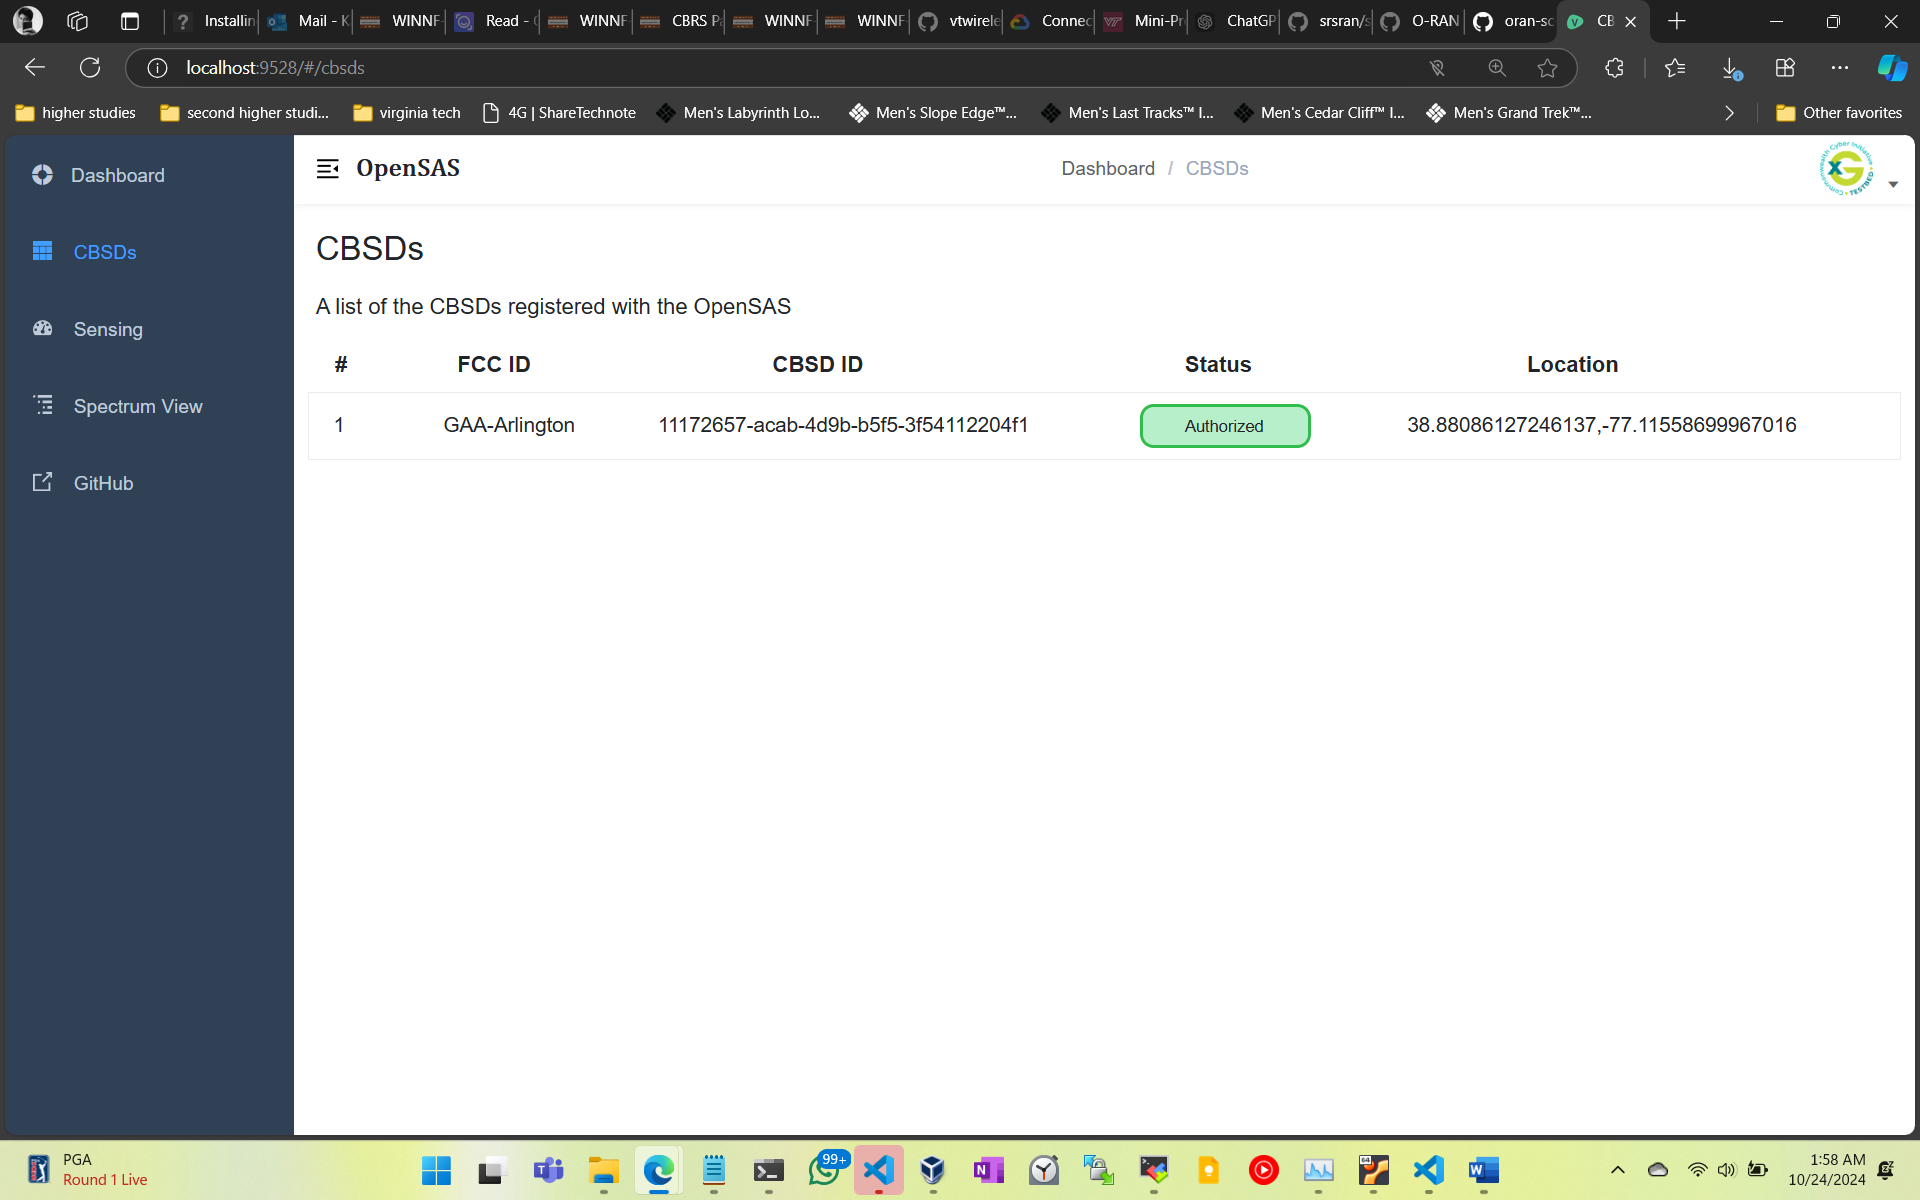 Installin
Mail - K
WINNF
Read - 
WINNF
CBRS P
WINNF
WINNF
vtwirele
Connec
Mini-Pr
ChatGP
srsran/s
O-RAN
oran-sc
CB
localhost:9528/#/cbsds
higher studies
second higher studi...
virginia tech
4G | ShareTechnote
Men's Labyrinth Lo...
Men's Slope Edge™...
Men's Last Tracks™ I...
Men's Cedar Cliff™ I...
Men's Grand Trek™...
Other favorites
Dashboard
CBSDs
Sensing
Spectrum View
GitHub
OpenSAS
Dashboard / CBSDs
CBSDs
A list of the CBSDs registered with the OpenSAS
# FCC ID CBSD ID Status Location
1 GAA-Arlington 11172657-acab-4d9b-b5f5-3f54112204f1 Authorized 38.88086127246137,-77.11558699967016
PGA
Round 1 Live
99+
1:58 AM
10/24/2024